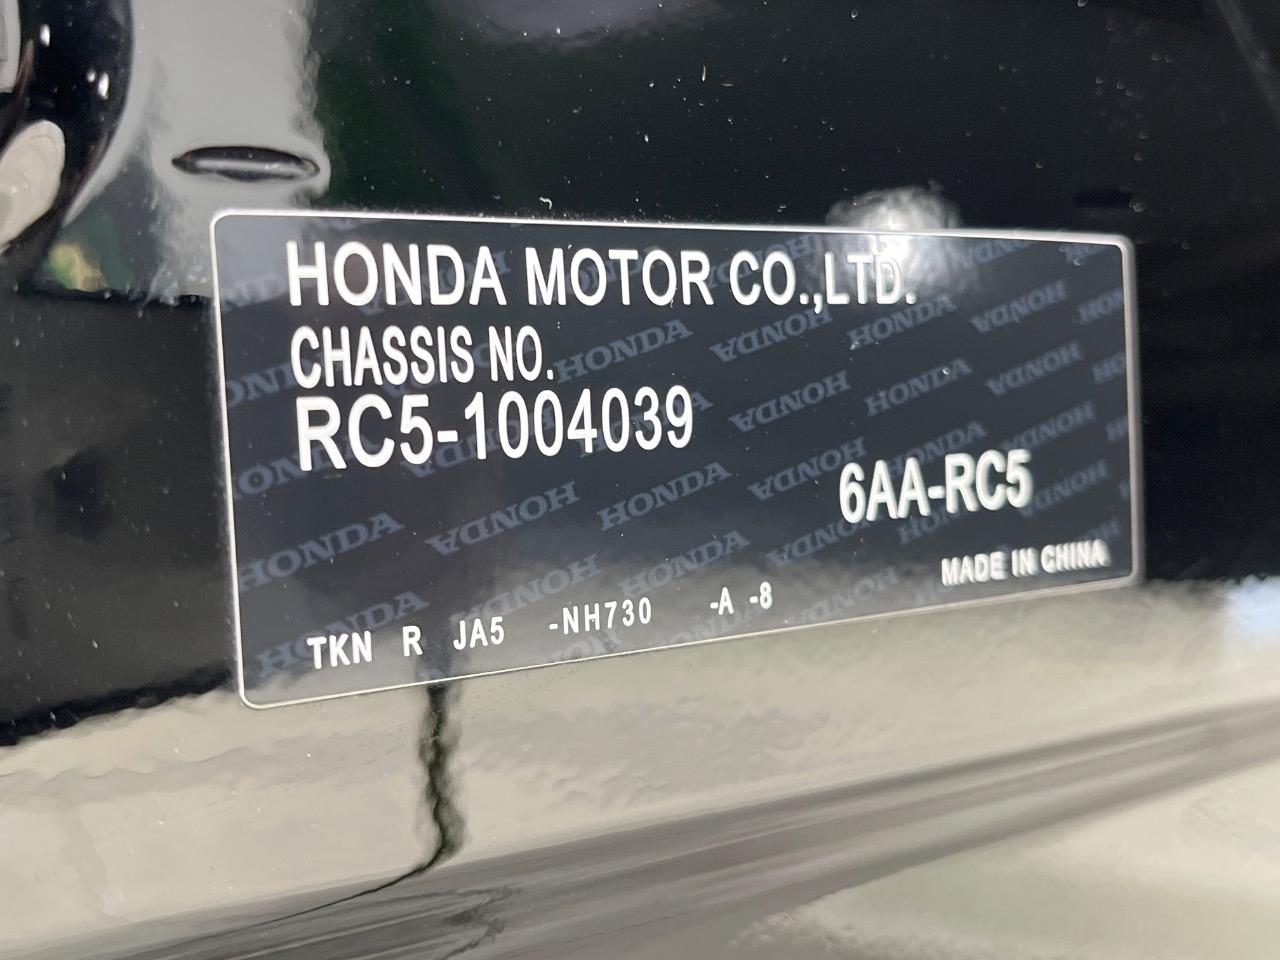 HONDA MOTOR CO.,LTD.
CHASSIS NO.
RC5-1004039
6AA-RC5
MADE IN CHINA
TKN R JA5 -NH730 -A -8